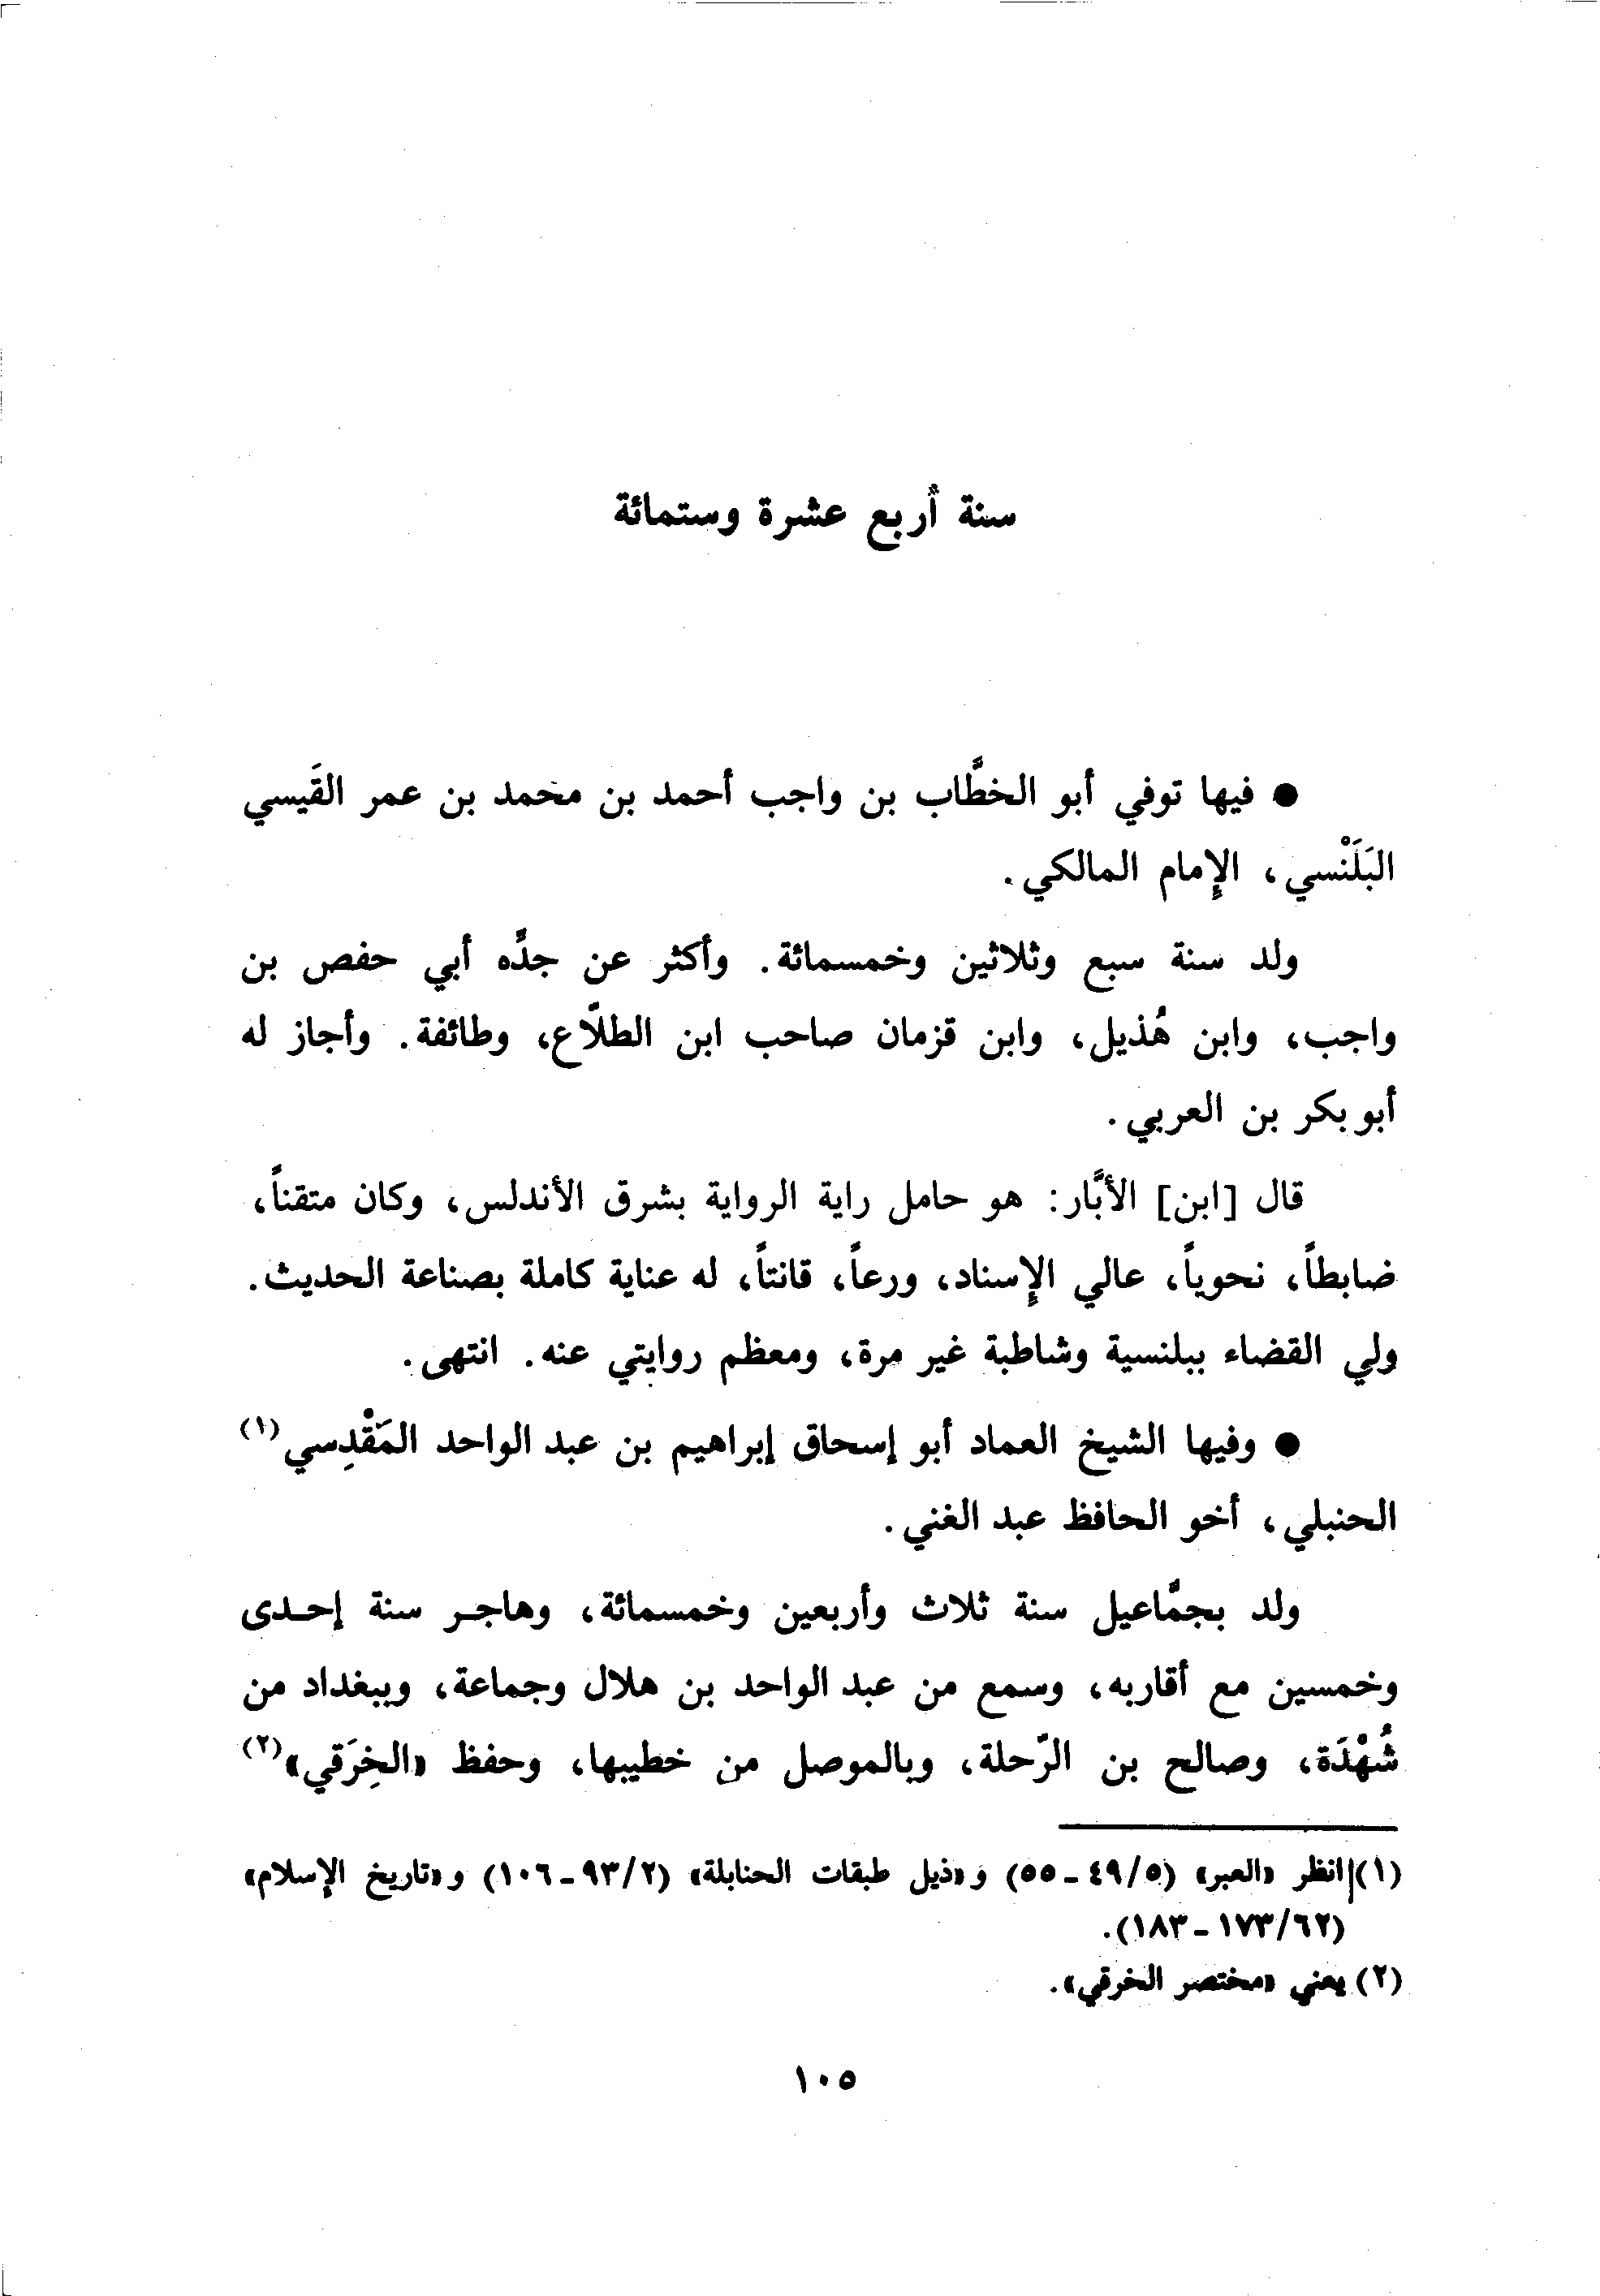 سنة أربع عشرة وستمائة
● فيها توفي أبو الخطَّاب بن واجب أحمد بن محمد بن عمر القَيسي
البَلَنْسي، الإمام المالكي.
ولد سنة سبع وثلاثين وخمسمائة. وأكثر عن جدِّه أبي حفص بن
واجب، وابن هُذيل، وابن قزمان صاحب ابن الطلّاع، وطائفة. وأجاز له
أبو بكر بن العربي.
قال [ابن] الأبَّار: هو حامل راية الرواية بشرق الأندلس، وكان متقناً،
ضابطاً، نحوياً، عالي الإسناد، ورعاً، قانتاً، له عناية كاملة بصناعة الحديث.
ولي القضاء ببلنسية وشاطبة غير مرة، ومعظم روايتي عنه. انتهى.
● وفيها الشيخ العماد أبو إسحاق إبراهيم بن عبد الواحد المَقْدِسي(١)
الحنبلي، أخو الحافظ عبد الغني.
ولد بجمَّاعيل سنة ثلاث وأربعين وخمسمائة، وهاجر سنة إحدى
وخمسين مع أقاربه، وسمع من عبد الواحد بن هلال وجماعة، وببغداد من
شُهْدَة، وصالح بن الرّحلة، وبالموصل من خطيبها، وحفظ «الخِرَقي»(٢)
(١) انظر «العبر» (٥/٤٩ ـ ٥٥) و«ذيل طبقات الحنابلة» (٢/٩٣ ـ ١٠٦) و«تاريخ الإسلام»
(٦٢/١٧٣ ـ ١٨٣).
(٢) يعني «مختصر الخرقي».
١٠٥